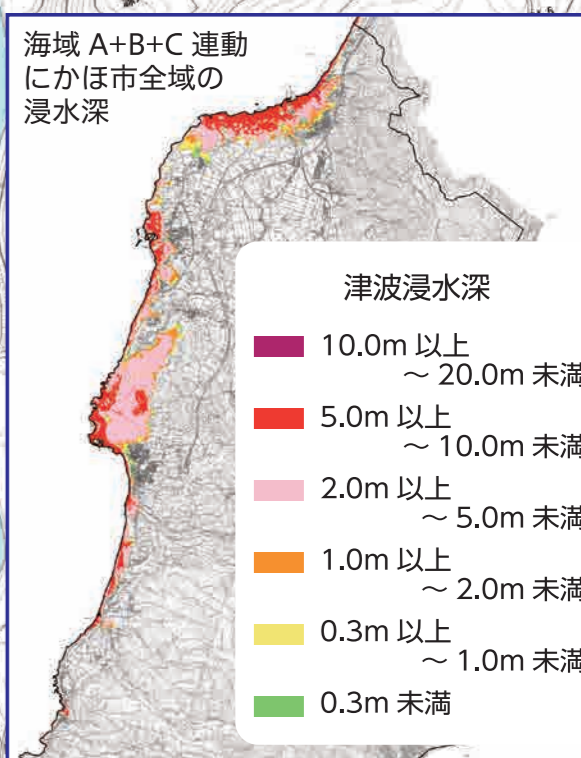 海域 A+B+C 連動
にかほ市全域の
浸水深
津波浸水深
10.0m 以上
～ 20.0m 未満
5.0m 以上
～ 10.0m 未満
2.0m 以上
～ 5.0m 未満
1.0m 以上
～ 2.0m 未満
0.3m 以上
～ 1.0m 未満
0.3m 未満